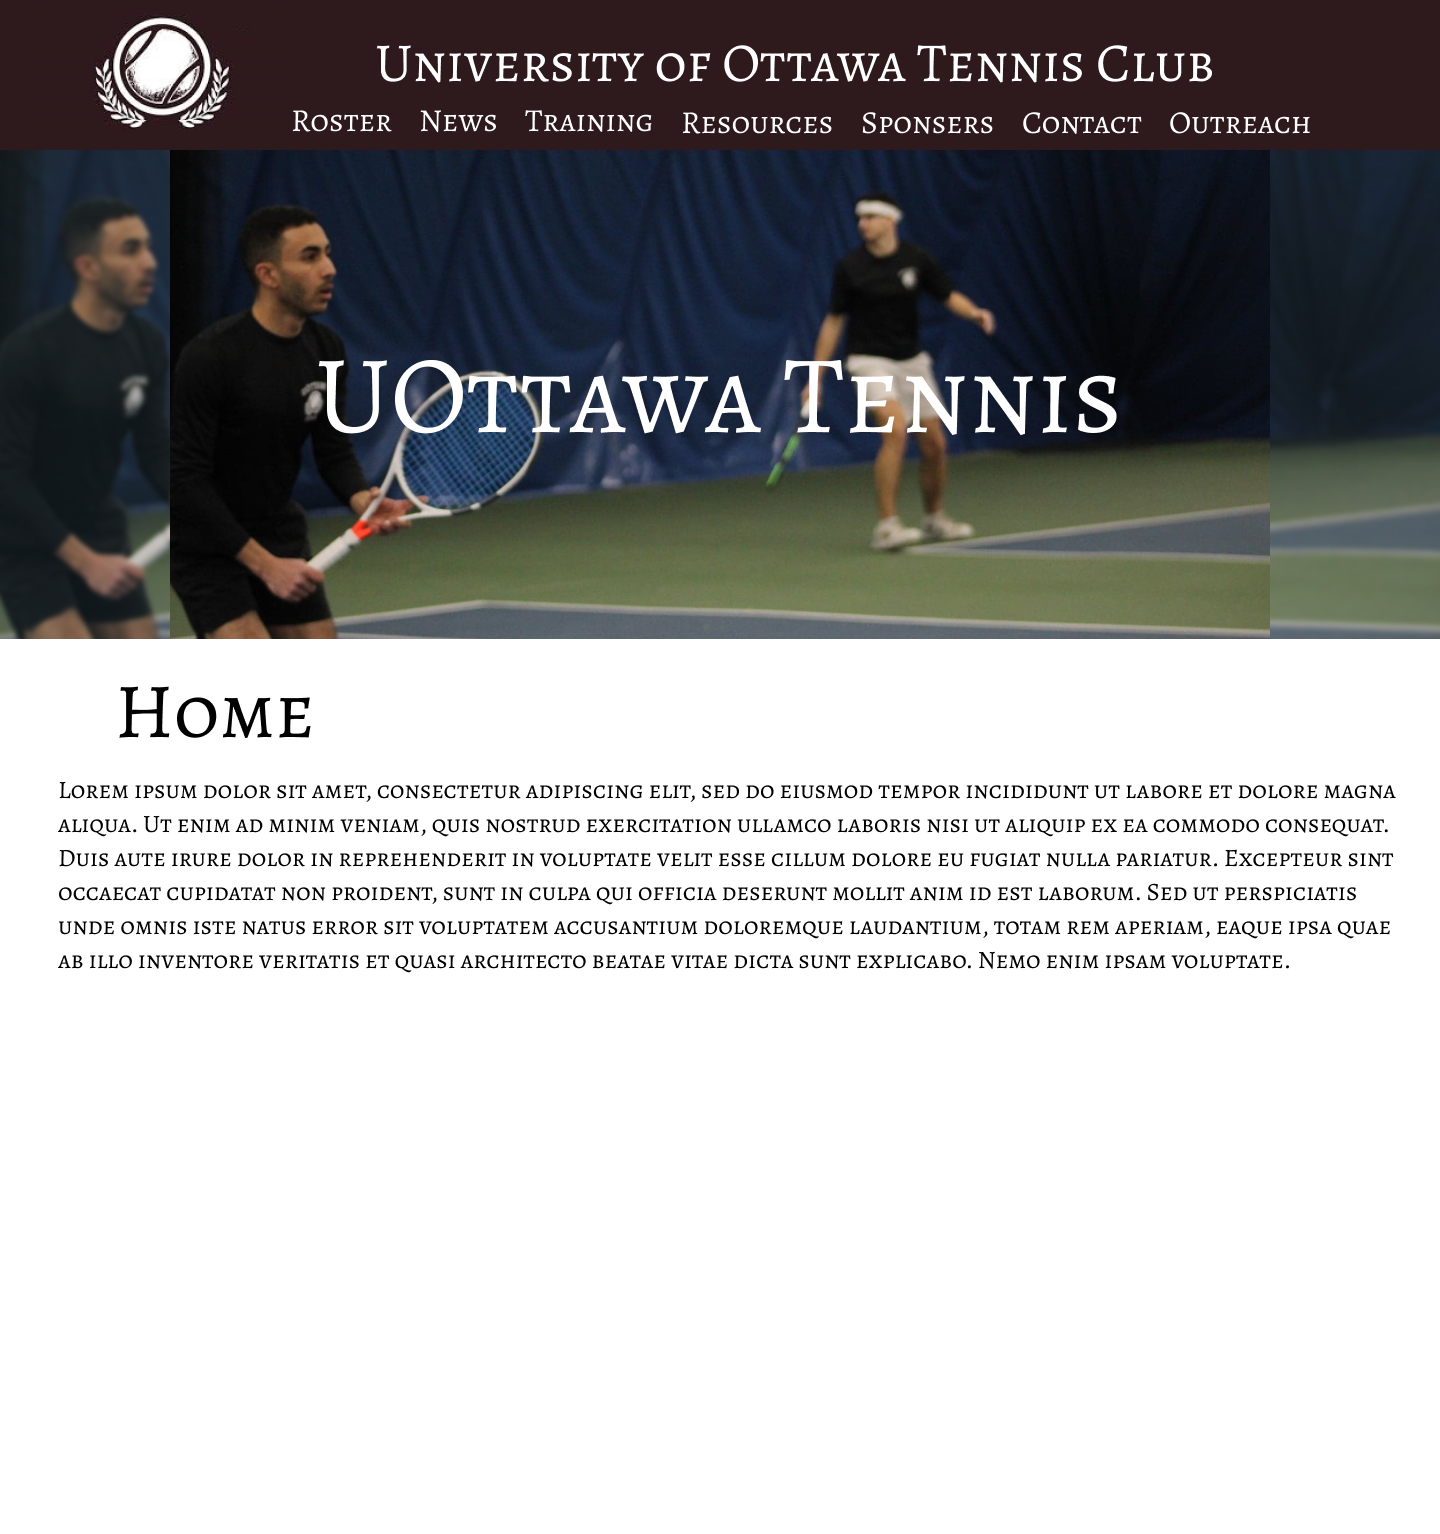 University of Ottawa Tennis Club
Roster News Training Resources Sponsers Contact Outreach
UOttawa Tennis
Home
Lorem ipsum dolor sit amet, consectetur adipiscing elit, sed do eiusmod tempor incididunt ut labore et dolore magna
aliqua. Ut enim ad minim veniam, quis nostrud exercitation ullamco laboris nisi ut aliquip ex ea commodo consequat.
Duis aute irure dolor in reprehenderit in voluptate velit esse cillum dolore eu fugiat nulla pariatur. Excepteur sint
occaecat cupidatat non proident, sunt in culpa qui officia deserunt mollit anim id est laborum. Sed ut perspiciatis
unde omnis iste natus error sit voluptatem accusantium doloremque laudantium, totam rem aperiam, eaque ipsa quae
ab illo inventore veritatis et quasi architecto beatae vitae dicta sunt explicabo. Nemo enim ipsam voluptate.